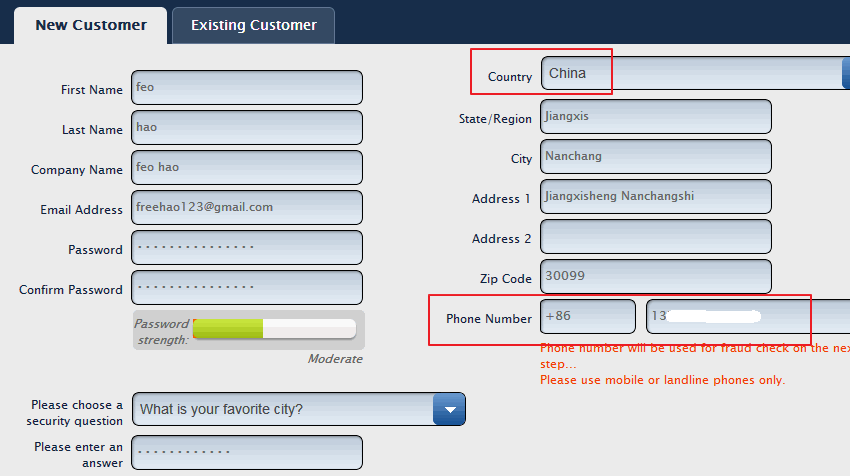 New Customer
Existing Customer
First Name feo
Last Name hao
Company Name feo hao
Email Address freehao123@gmail.com
Password ••••••••••••••
Confirm Password ••••••••••••••
Password
strength:
Moderate
Please choose a
security question
What is your favorite city?
Please enter an
answer
••••••••••••
Country China
State/Region Jiangxis
City Nanchang
Address 1 Jiangxisheng Nanchangshi
Address 2
Zip Code 30099
Phone Number +86 13
Phone number will be used for fraud check on the nex
step...
Please use mobile or landline phones only.